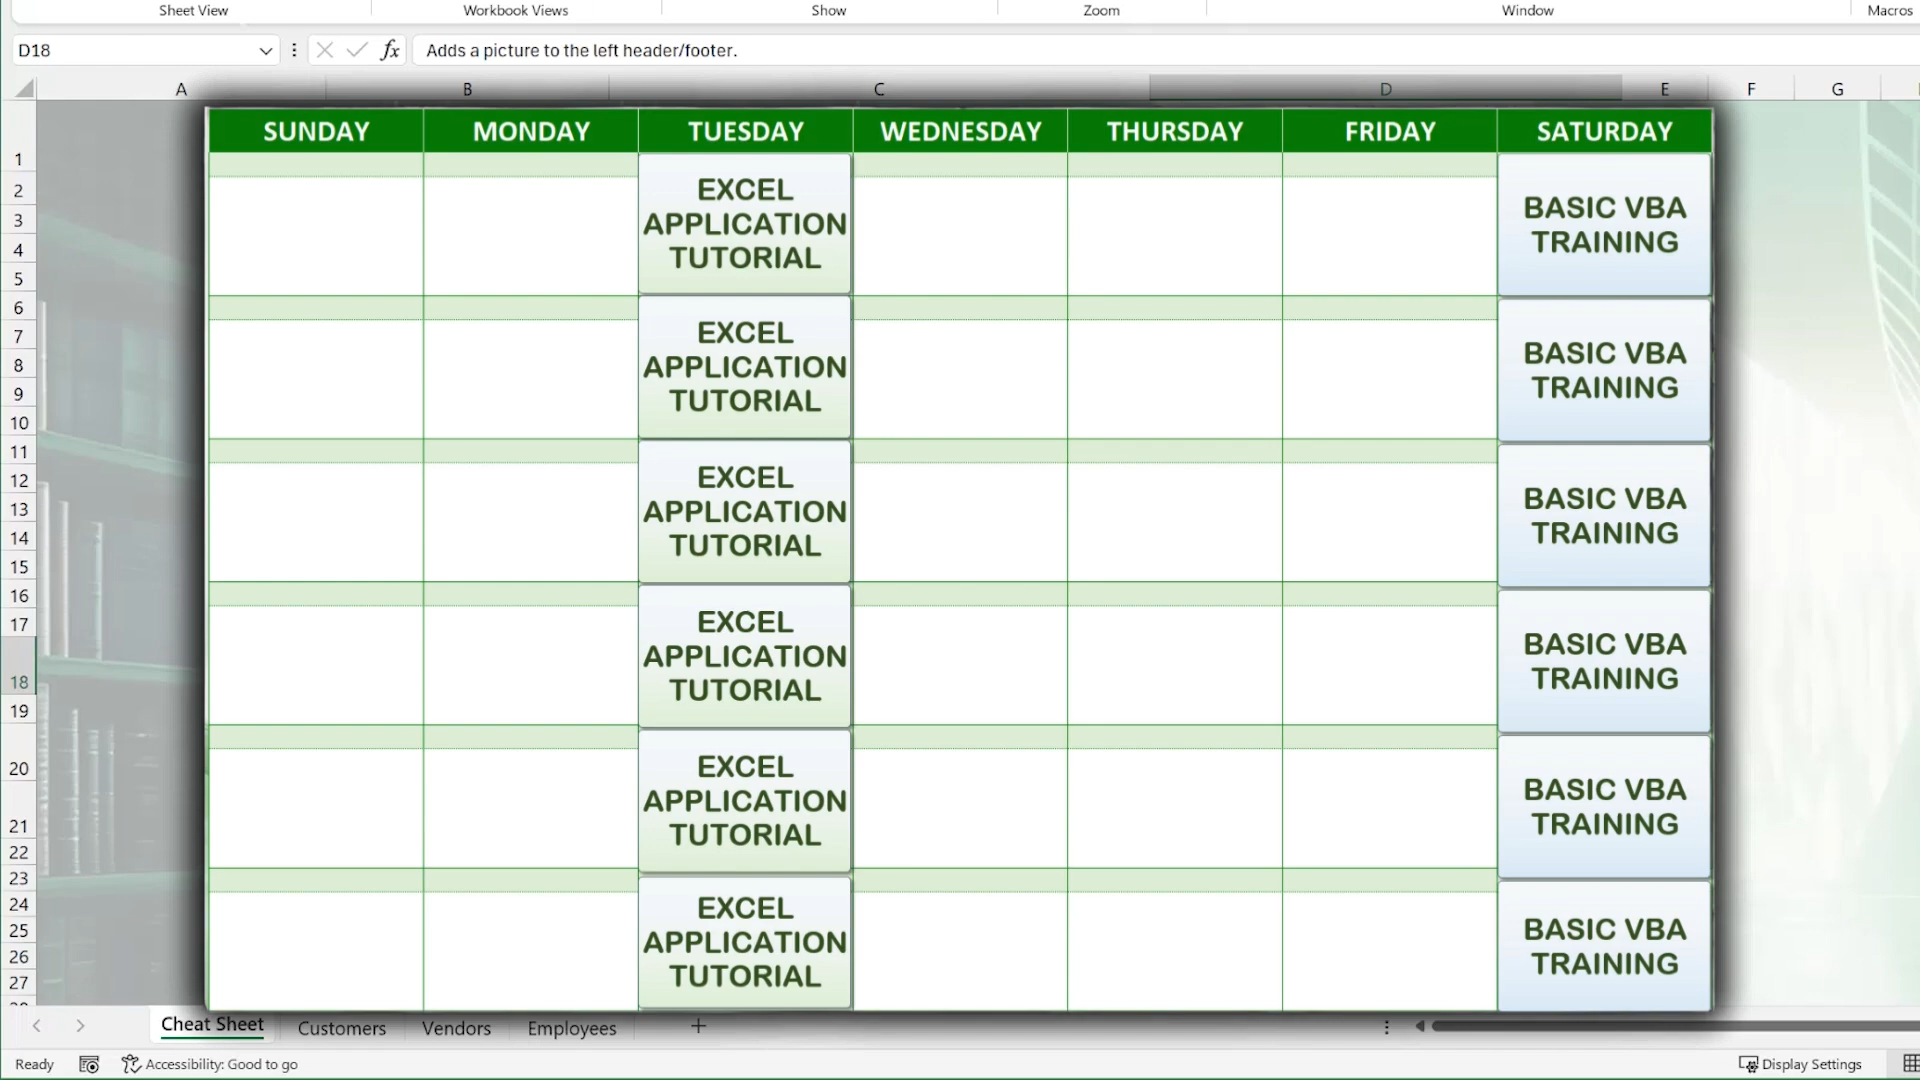 Sheet View Workbook Views Show Zoom Window Macros
D18 fx Adds a picture to the left header/footer.
A B C D E F G
SUNDAY MONDAY TUESDAY WEDNESDAY THURSDAY FRIDAY SATURDAY
1
2
3
4
5
6
7
8
9
10
11
12
13
14
15
16
17
18
19
20
21
22
23
24
25
26
27
EXCEL
APPLICATION
TUTORIAL
BASIC VBA
TRAINING
EXCEL
APPLICATION
TUTORIAL
BASIC VBA
TRAINING
EXCEL
APPLICATION
TUTORIAL
BASIC VBA
TRAINING
EXCEL
APPLICATION
TUTORIAL
BASIC VBA
TRAINING
EXCEL
APPLICATION
TUTORIAL
BASIC VBA
TRAINING
EXCEL
APPLICATION
TUTORIAL
BASIC VBA
TRAINING
Cheat Sheet Customers Vendors Employees
Ready Accessibility: Good to go Display Settings